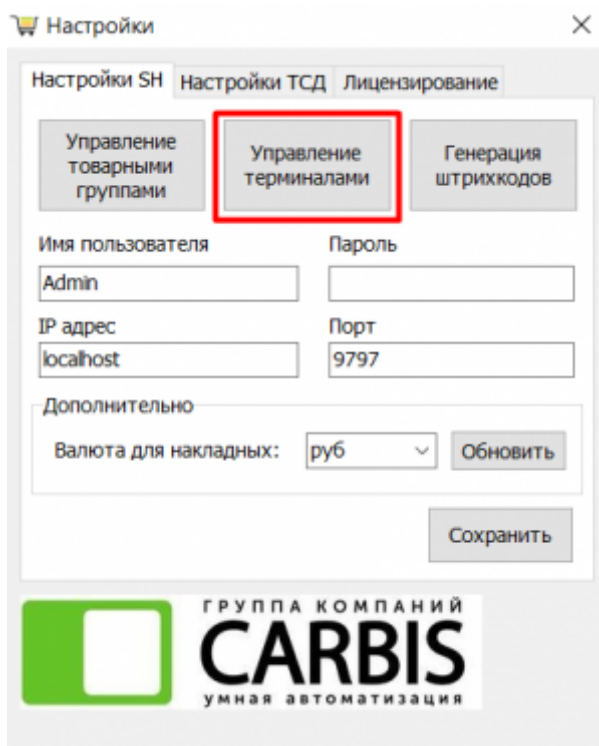 Настройки
Настройки SH Настройки ТСД Лицензирование
Управление
товарными
группами
Управление
терминалами
Генерация
штрихкодов
Имя пользователя Пароль
Admin
IP адрес Порт
localhost 9797
Дополнительно
Валюта для накладных: руб Обновить
Сохранить
ГРУППА КОМПАНИЙ
CARBIS
умная автоматизация